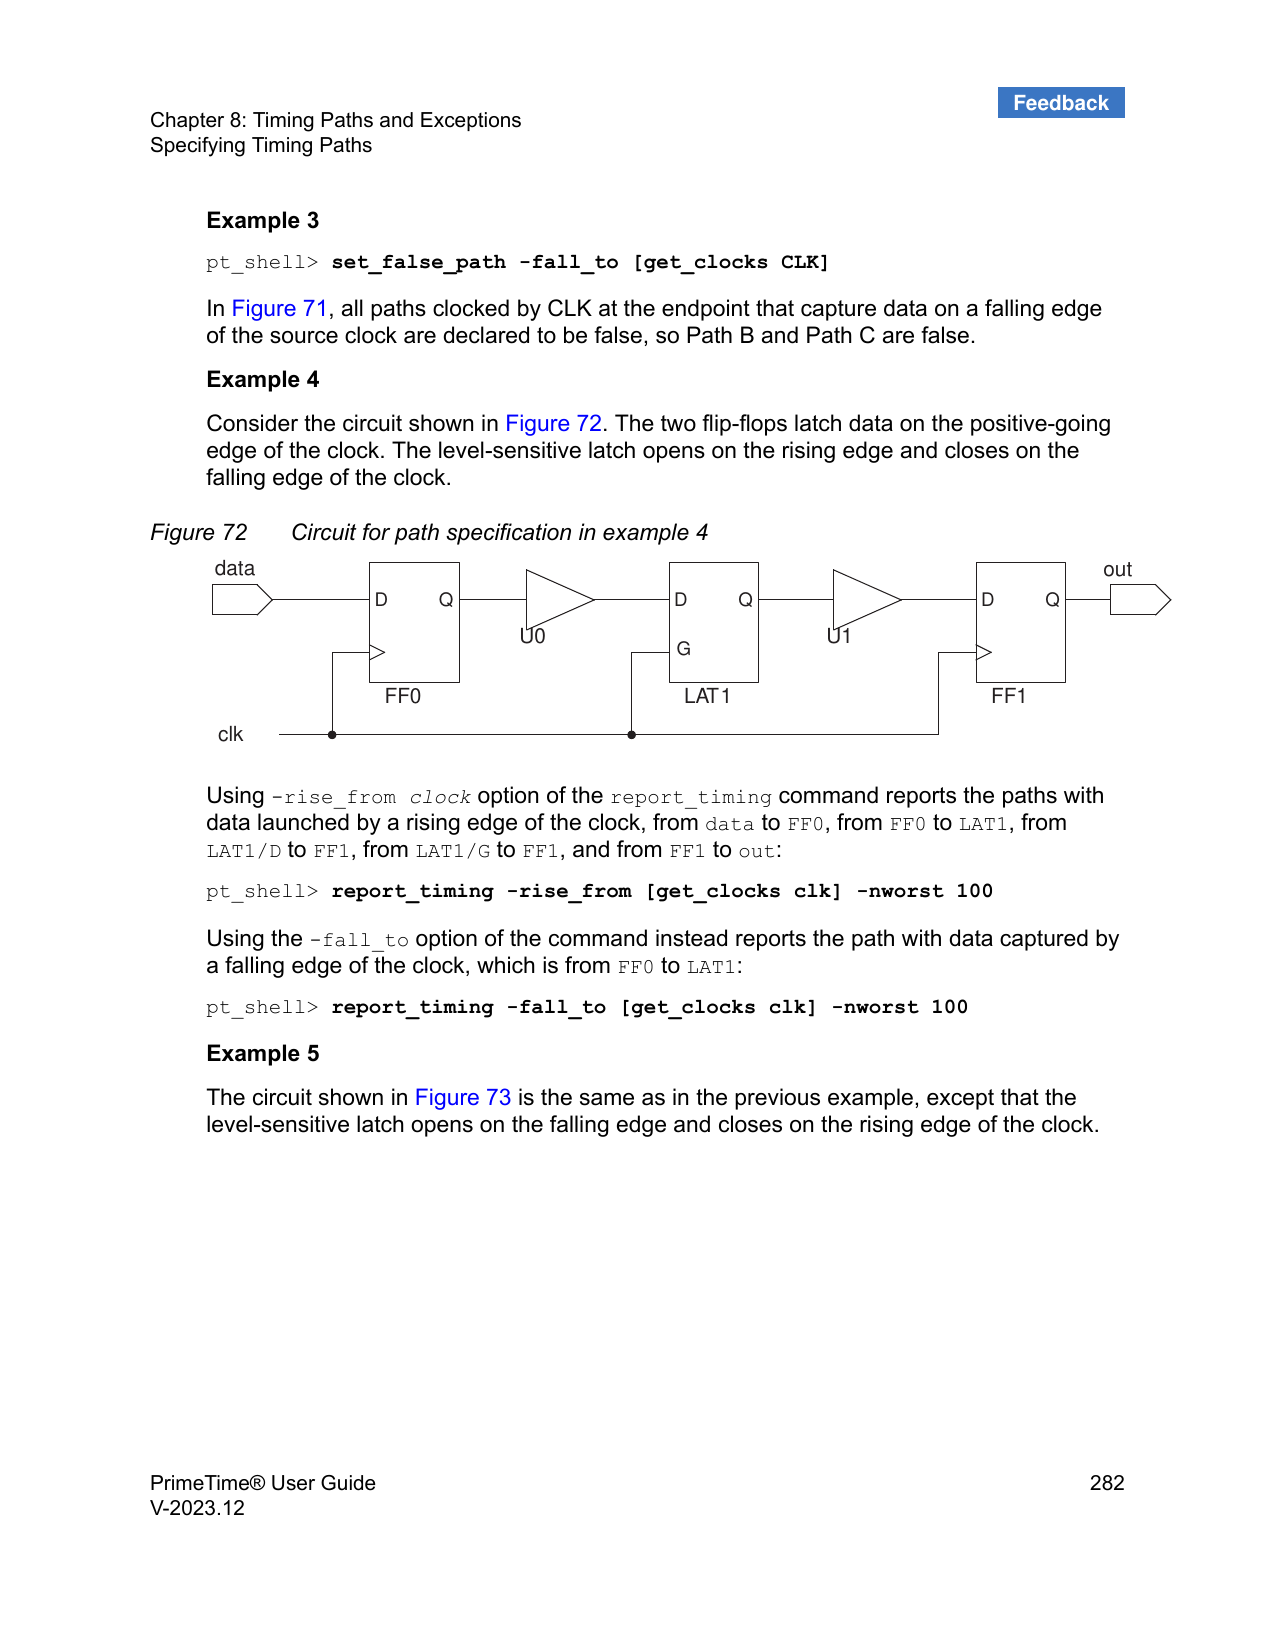 Feedback
Chapter 8: Timing Paths and Exceptions
Specifying Timing Paths
Example 3
pt_shell> set_false_path -fall_to [get_clocks CLK]
In Figure 71, all paths clocked by CLK at the endpoint that capture data on a falling edge
of the source clock are declared to be false, so Path B and Path C are false.
Example 4
Consider the circuit shown in Figure 72. The two flip-flops latch data on the positive-going
edge of the clock. The level-sensitive latch opens on the rising edge and closes on the
falling edge of the clock.
Figure 72 Circuit for path specification in example 4
data out
D Q D Q D Q
U0 U1
G
FF0 LAT1 FF1
clk
Using -rise_from clock option of the report_timing command reports the paths with
data launched by a rising edge of the clock, from data to FF0, from FF0 to LAT1, from
LAT1/D to FF1, from LAT1/G to FF1, and from FF1 to out:
pt_shell> report_timing -rise_from [get_clocks clk] -nworst 100
Using the -fall_to option of the command instead reports the path with data captured by
a falling edge of the clock, which is from FF0 to LAT1:
pt_shell> report_timing -fall_to [get_clocks clk] -nworst 100
Example 5
The circuit shown in Figure 73 is the same as in the previous example, except that the
level-sensitive latch opens on the falling edge and closes on the rising edge of the clock.
PrimeTime® User Guide 282
V-2023.12